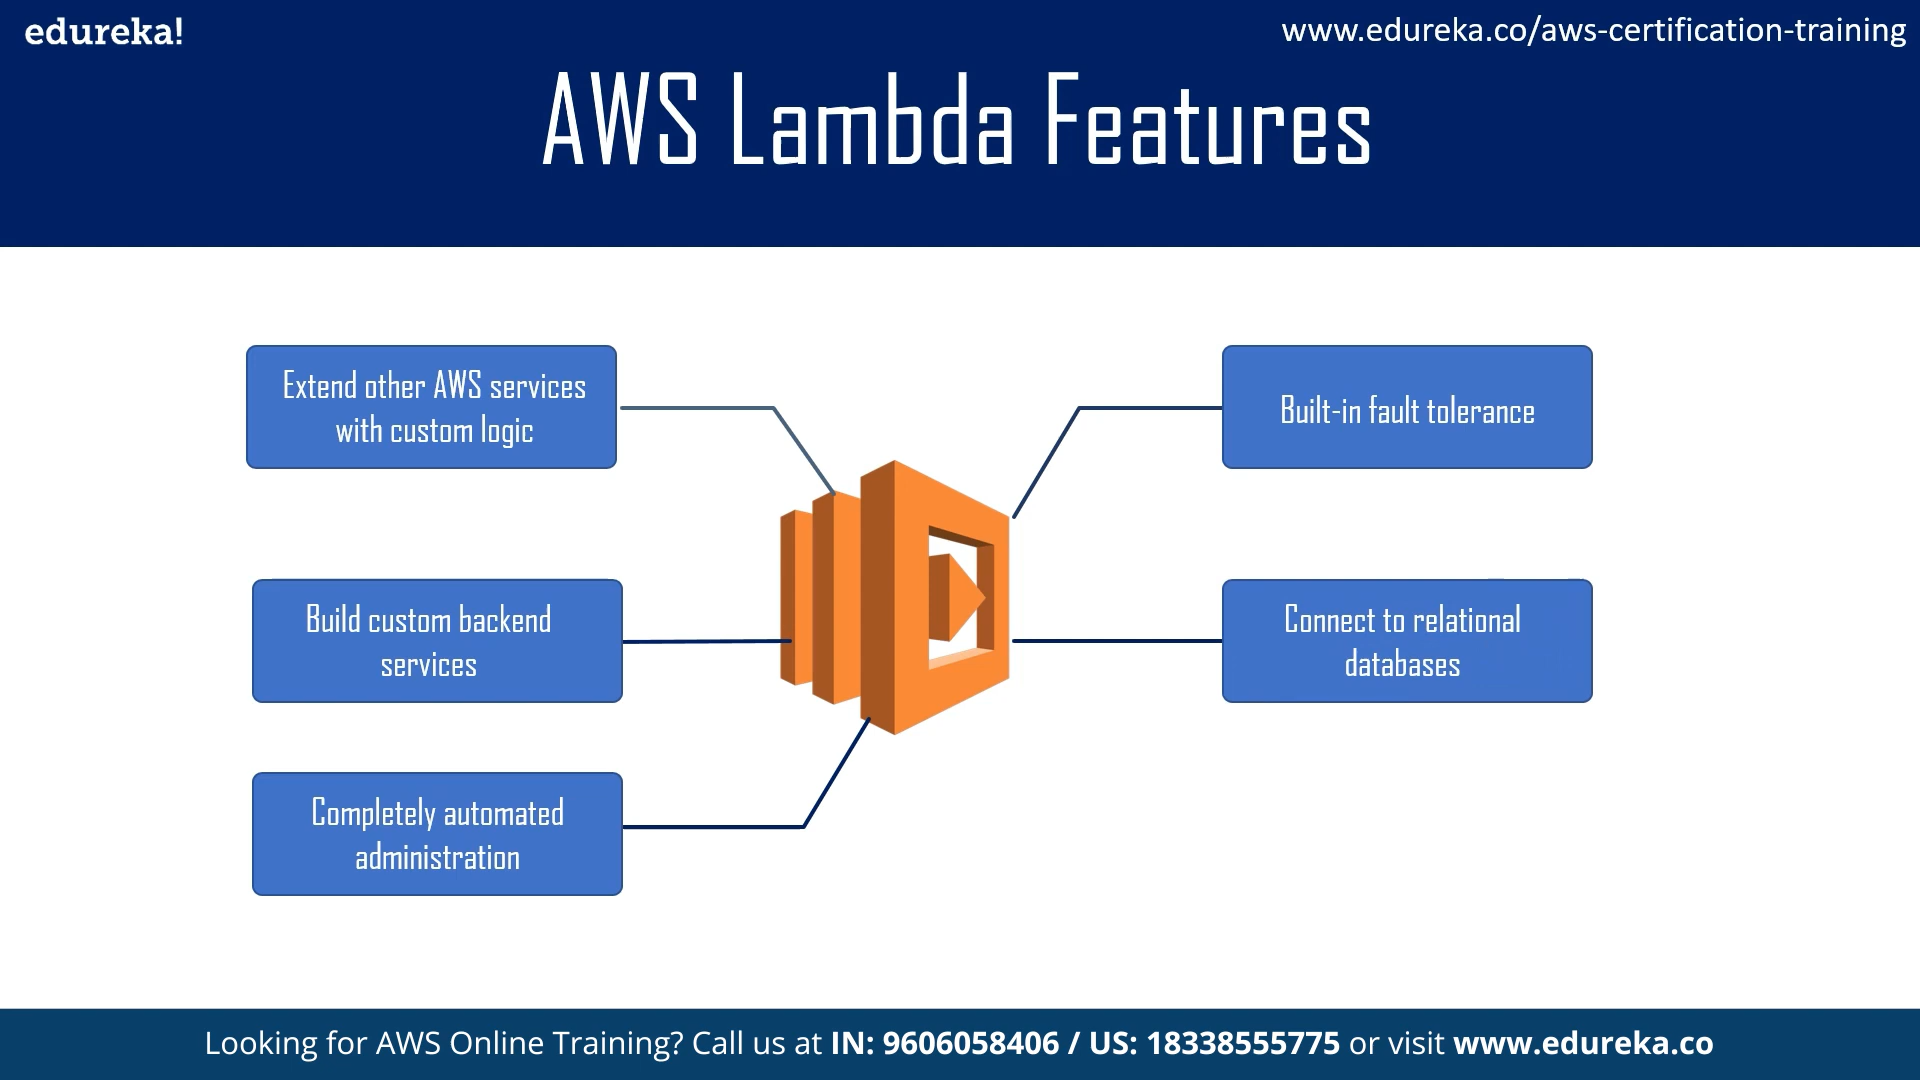 edureka!
www.edureka.co/aws-certification-training
AWS Lambda Features
Extend other AWS services
with custom logic
Built-in fault tolerance
Build custom backend
services
Connect to relational
databases
Completely automated
administration
Looking for AWS Online Training? Call us at IN: 9606058406 / US: 18338555775 or visit www.edureka.co